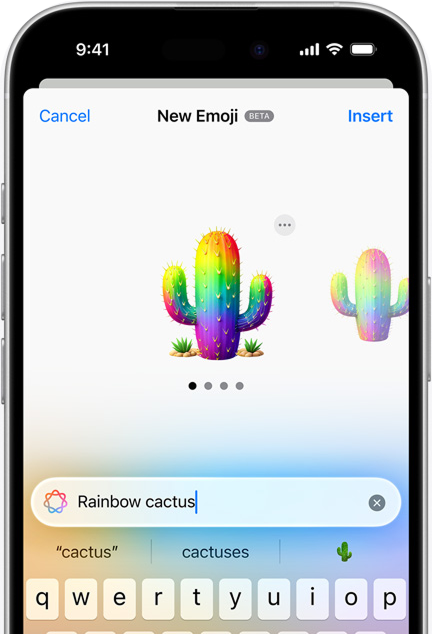 9:41
Cancel New Emoji BETA Insert
Rainbow cactus
“cactus” cactuses
q w e r t y u i o p